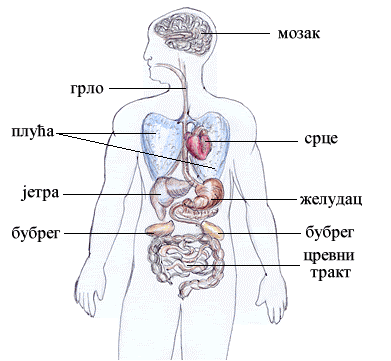 мозак
грло
плућа
срце
јетра
желудац
бубрег
бубрег
цревни
тракт